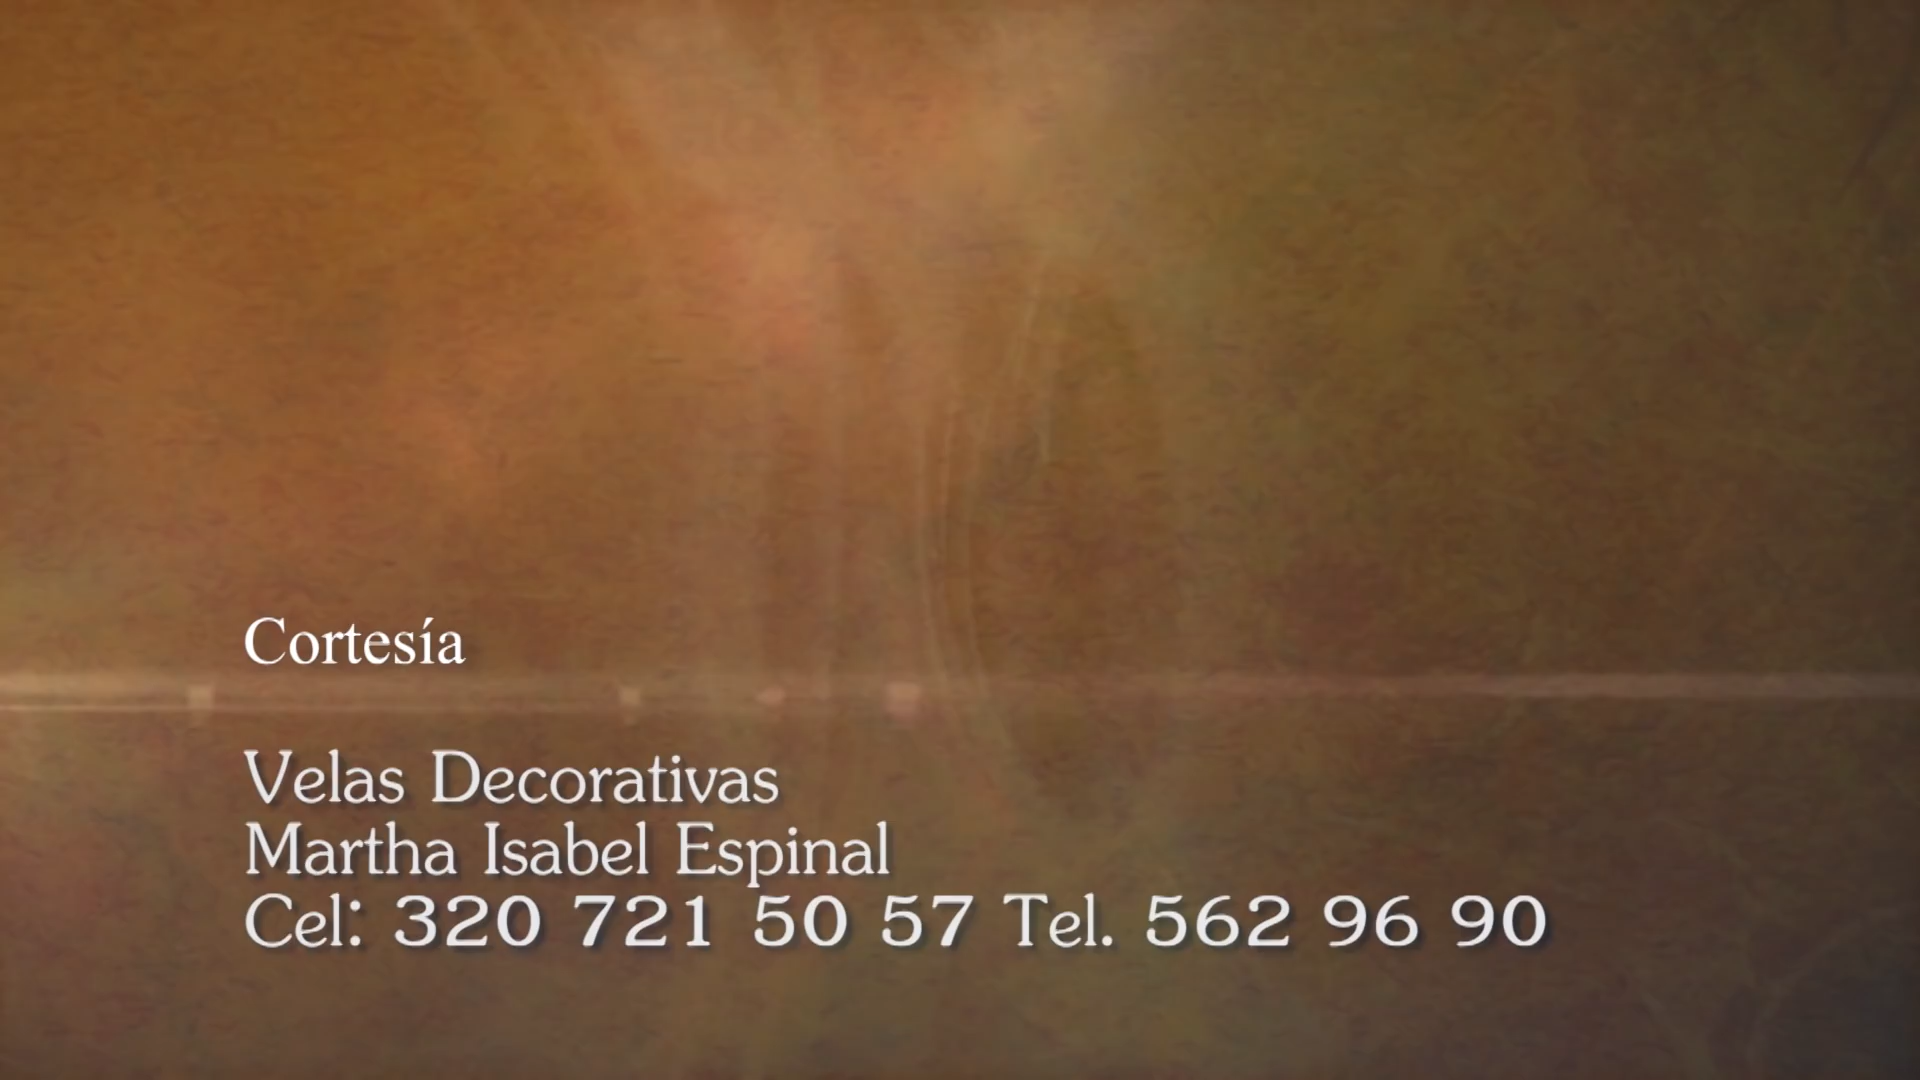 Cortesía
Velas Decorativas
Martha Isabel Espinal
Cel: 320 721 50 57 Tel. 562 96 90